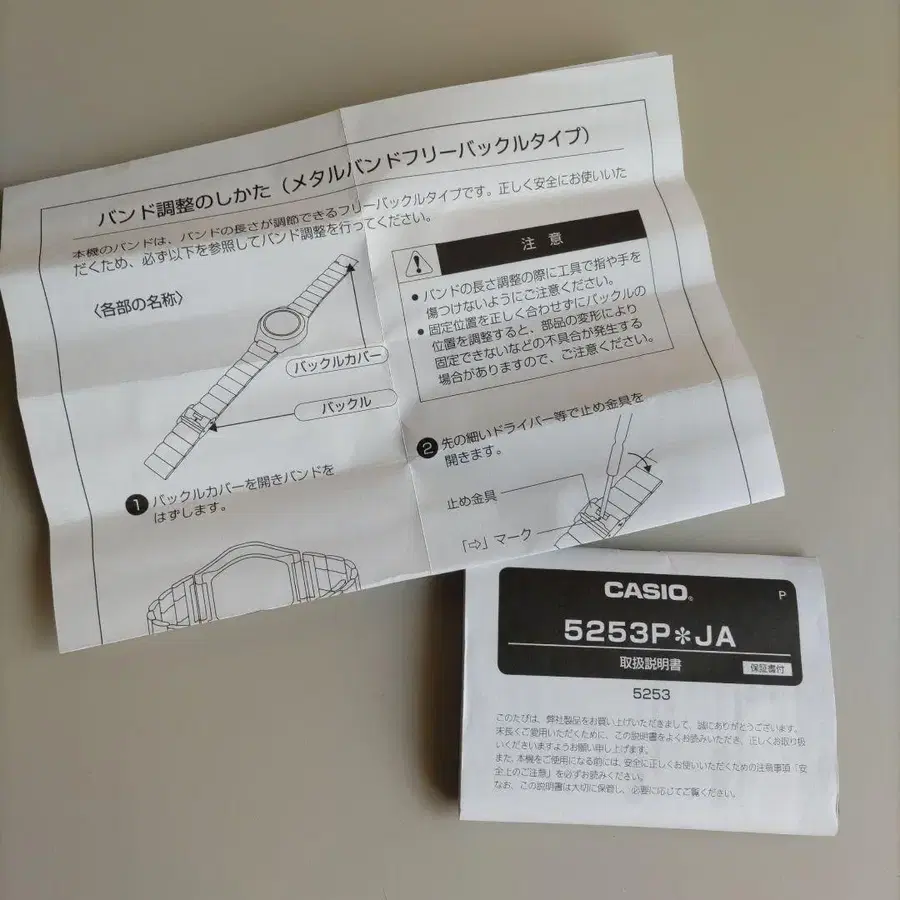 バンド調整のしかた（メタルバンドフリーバックルタイプ）
本機のバンドは、バンドの長さが調節できるフリーバックルタイプです。正しく安全にお使いいた
だくため、必ず以下を参照してバンド調整を行ってください。
〈各部の名称〉
バックルカバー
バックル
注 意
● バンドの長さ調整の際に工具で指や手を
傷つけないようにご注意ください。
● 固定位置を正しく合わせずにバックルの
位置を調整すると、部品の変形により
固定できないなどの不具合が発生する
場合がありますので、ご注意ください。
❶ バックルカバーを開きバンドを
はずします。
❷ 先の細いドライバー等で止め金具を
開きます。
止め金具
「⇨」マーク
CASIO®
P
5253P＊JA
取扱説明書
保証書付
5253
このたびは、弊社製品をお買い上げいただきまして、誠にありがとうございます。
末長くご愛用いただくために、この説明書をよくお読みいただき、正しくお取り扱
いくださいますようお願い申し上げます。
また、本機をご使用になる前には、安全に正しくお使いいただくための注意事項「安
全上のご注意」を必ずお読みください。
なお、この説明書は大切に保管し、必要に応じてご覧ください。